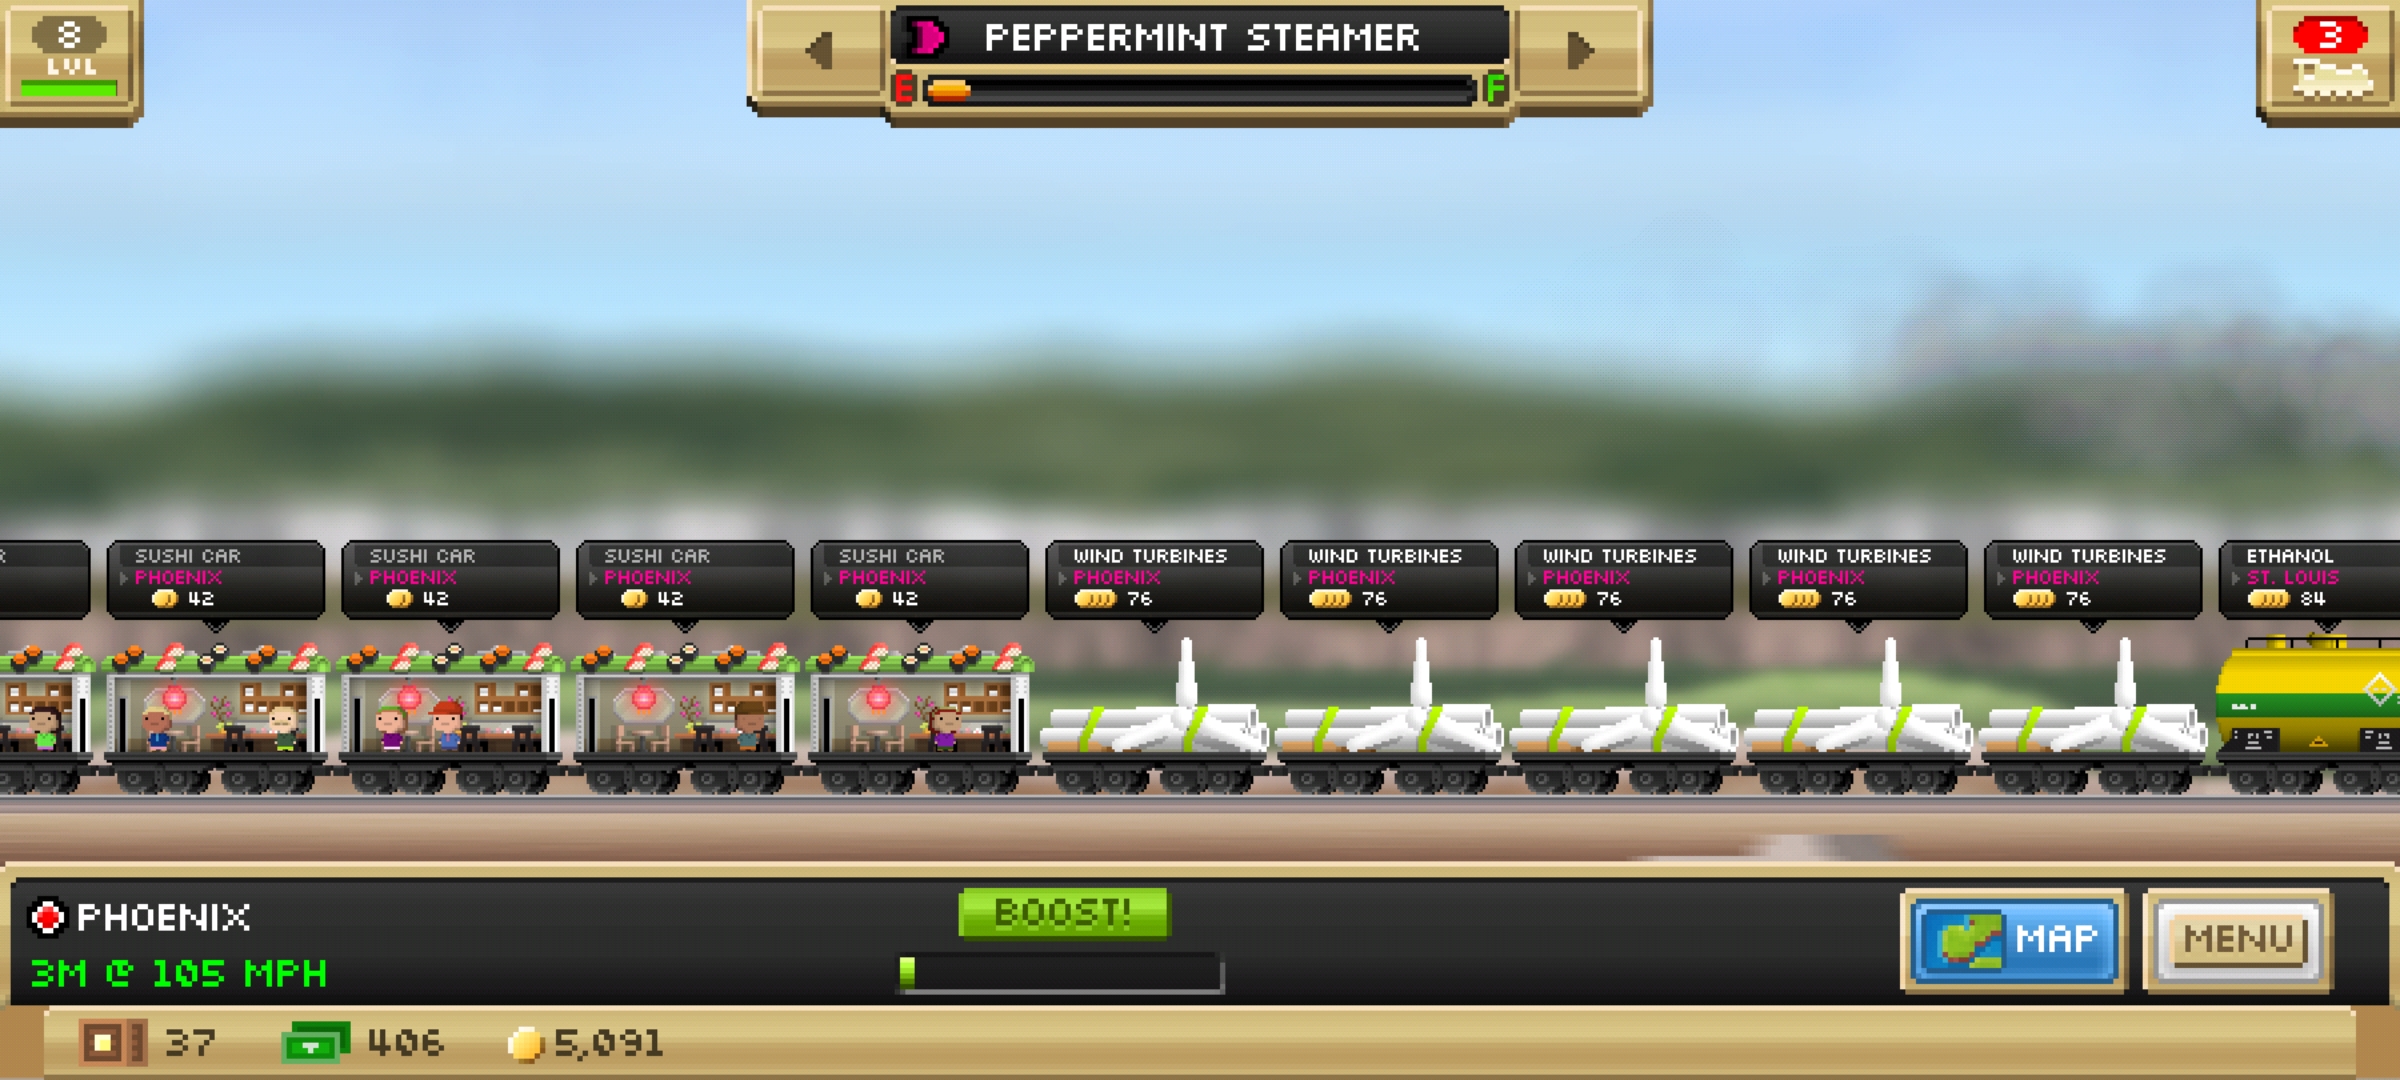 8
LVL
PEPPERMINT STEAMER
E
F
3
R
SUSHI CAR
PHOENIX
42
SUSHI CAR
PHOENIX
42
SUSHI CAR
PHOENIX
42
SUSHI CAR
PHOENIX
42
WIND TURBINES
PHOENIX
76
WIND TURBINES
PHOENIX
76
WIND TURBINES
PHOENIX
76
WIND TURBINES
PHOENIX
76
WIND TURBINES
PHOENIX
76
ETHANOL
ST. LOUIS
84
PHOENIX
3M @ 105 MPH
BOOST!
MAP
MENU
37
406
5,091